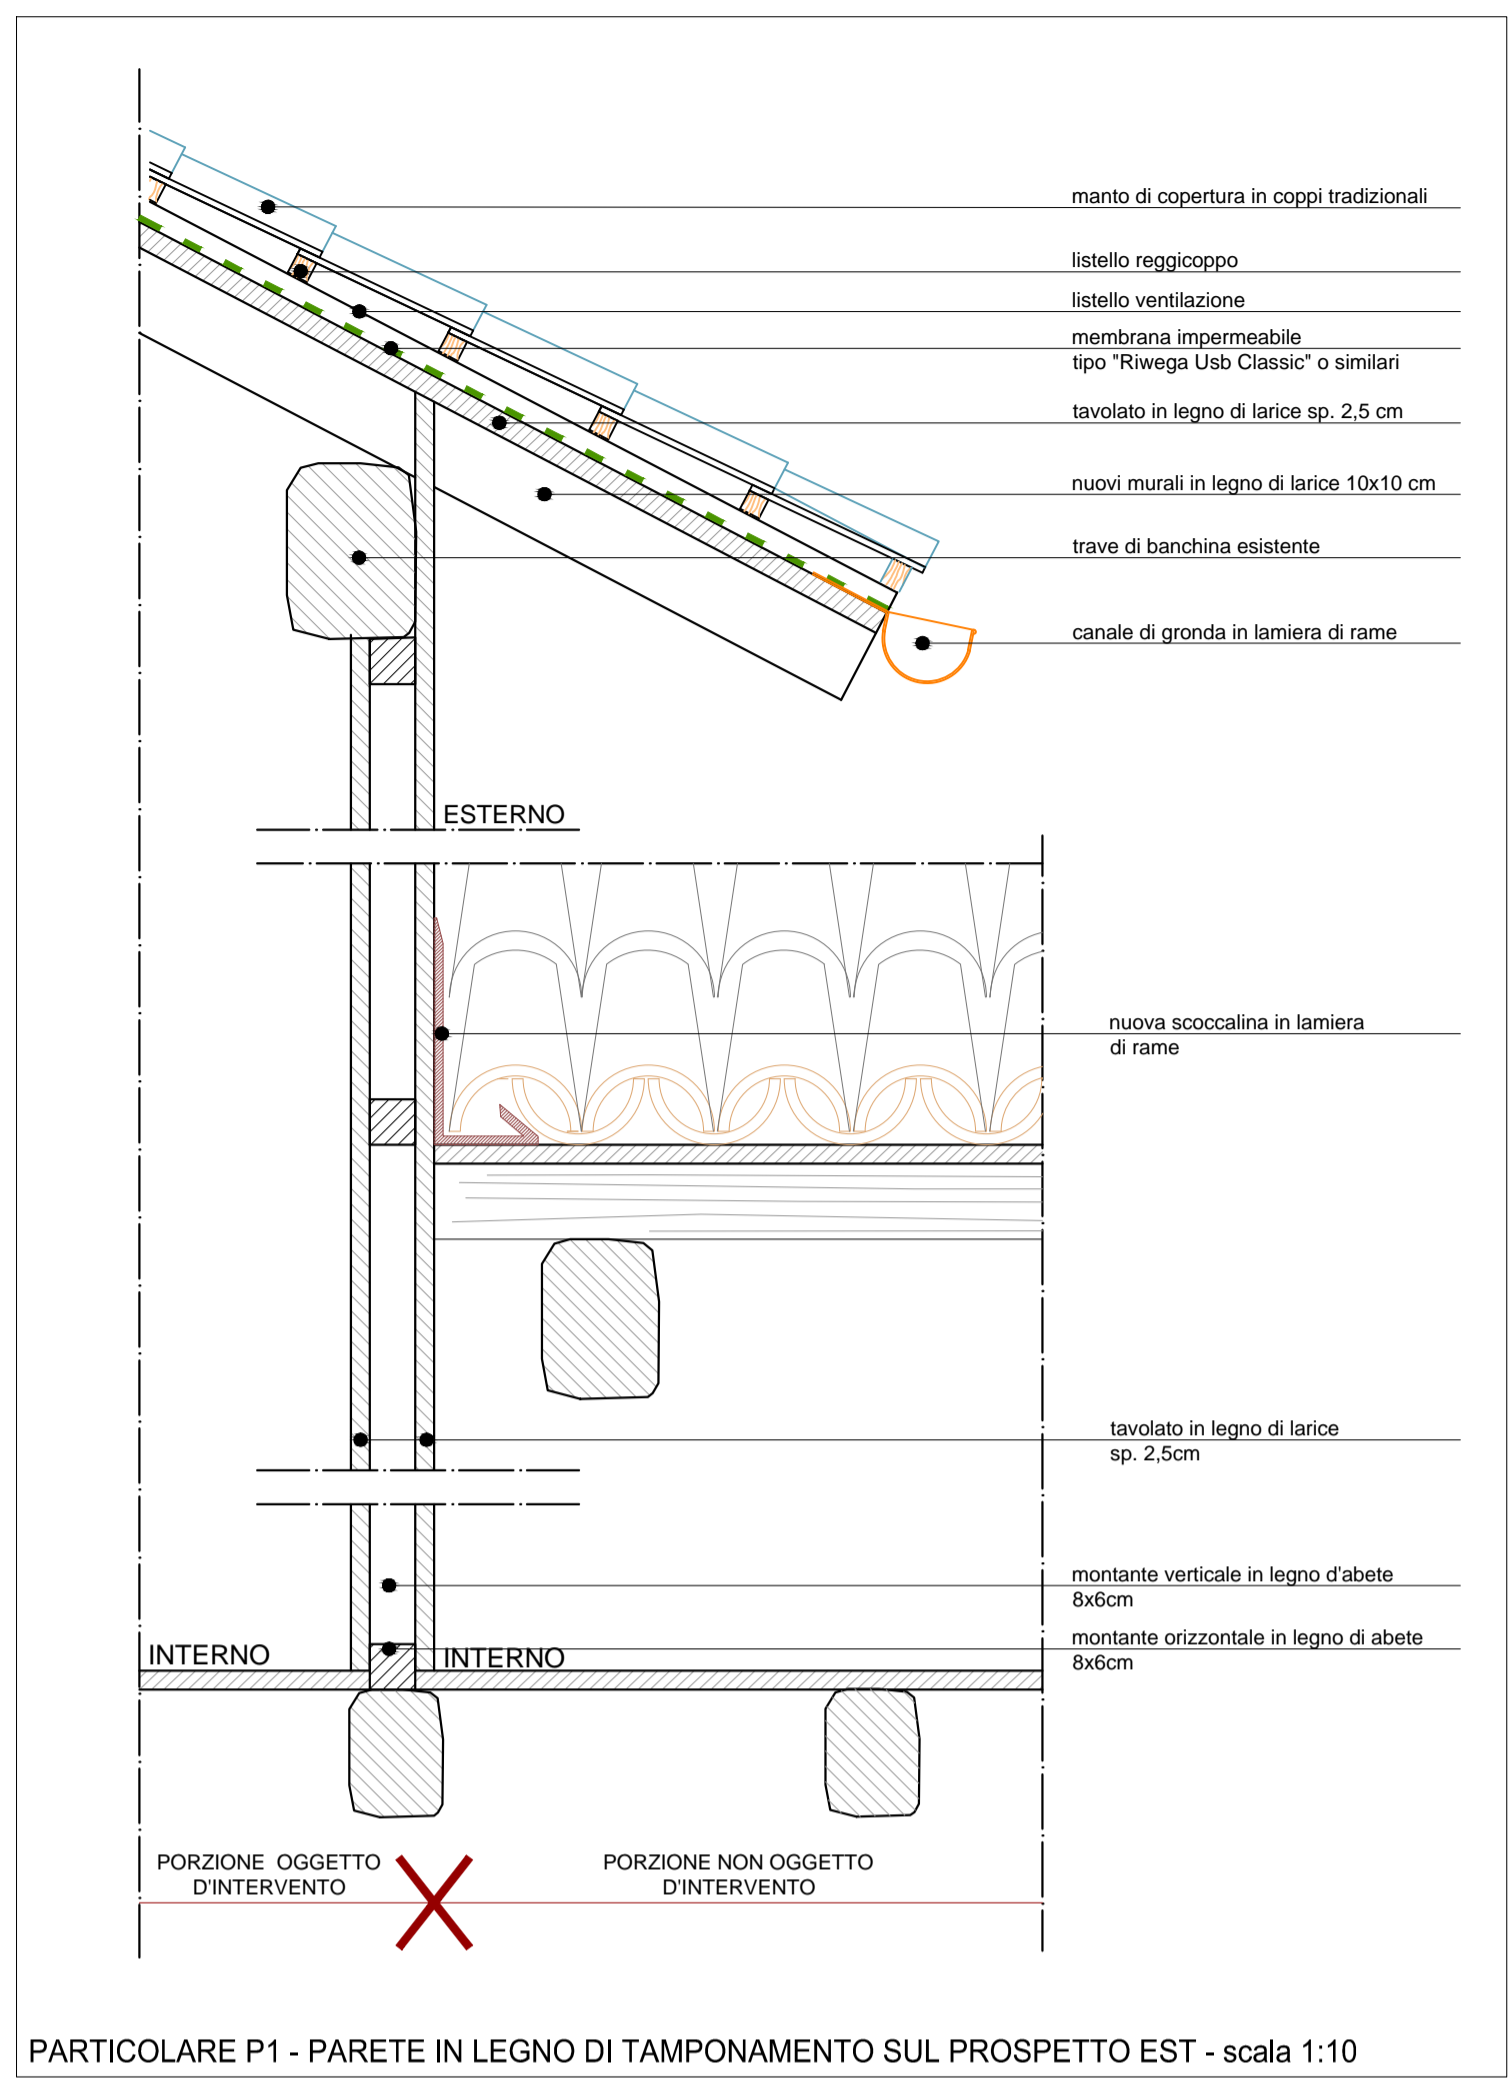 manto di copertura in coppi tradizionali
listello reggicoppo
listello ventilazione
membrana impermeabile
tipo "Riwega Usb Classic" o similari
tavolato in legno di larice sp. 2,5 cm
nuovi murali in legno di larice 10x10 cm
trave di banchina esistente
canale di gronda in lamiera di rame
ESTERNO
nuova scoccalina in lamiera
di rame
tavolato in legno di larice
sp. 2,5cm
montante verticale in legno d'abete
8x6cm
montante orizzontale in legno di abete
8x6cm
INTERNO
INTERNO
PORZIONE OGGETTO
D'INTERVENTO
PORZIONE NON OGGETTO
D'INTERVENTO
PARTICOLARE P1 - PARETE IN LEGNO DI TAMPONAMENTO SUL PROSPETTO EST - scala 1:10